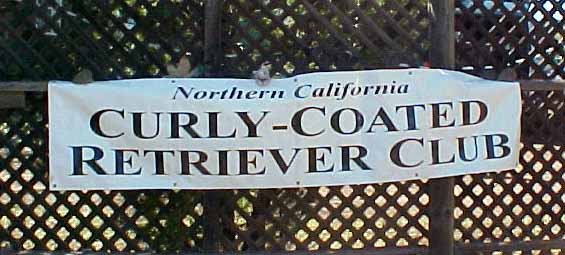 Northern California
CURLY-COATED
RETRIEVER CLUB